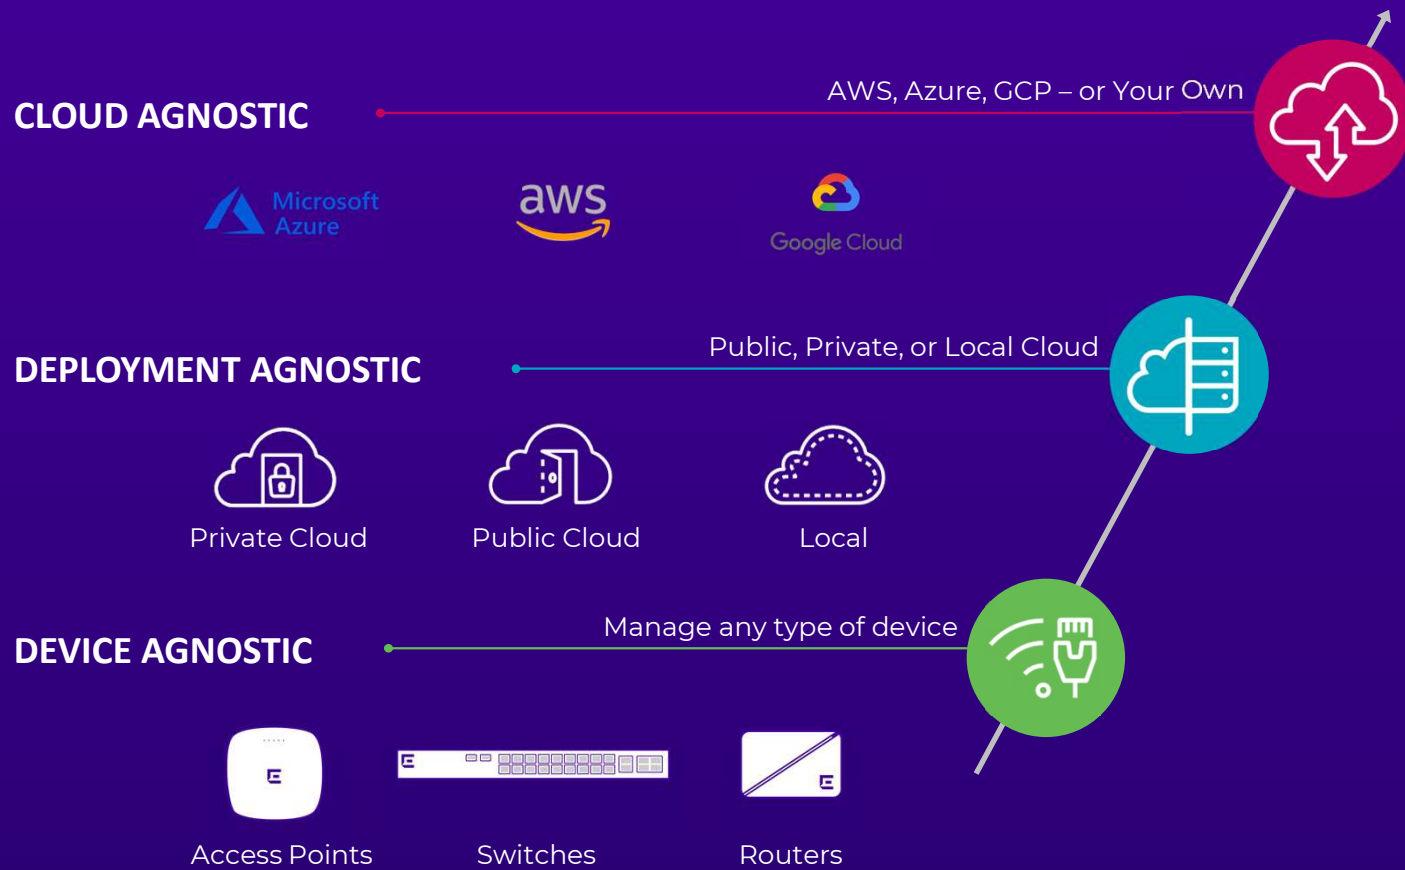 CLOUD AGNOSTIC
AWS, Azure, GCP – or Your Own
Microsoft
Azure
aws
Google Cloud
DEPLOYMENT AGNOSTIC
Public, Private, or Local Cloud
Private Cloud
Public Cloud
Local
DEVICE AGNOSTIC
Manage any type of device
Access Points
Switches
Routers